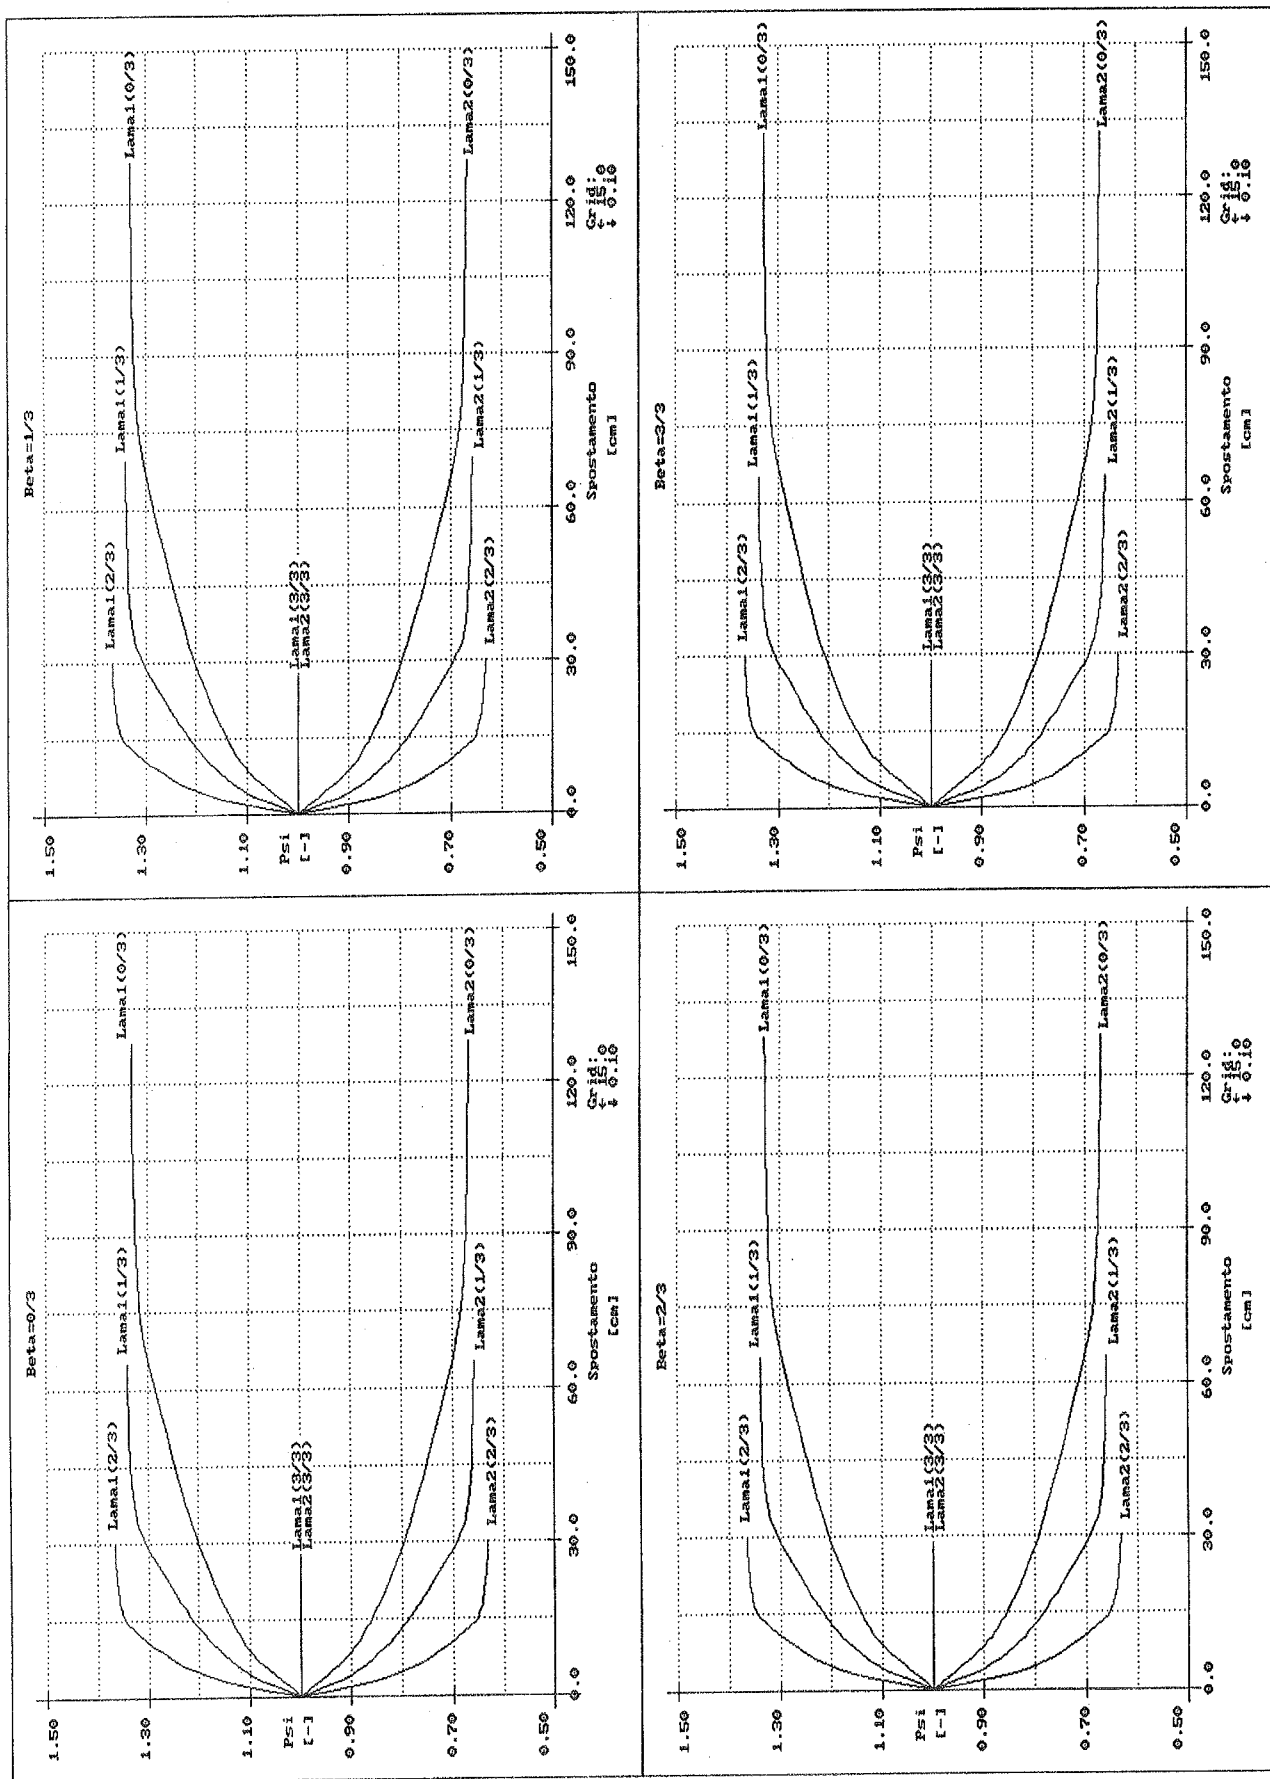 Beta=0/3
1.50
Lama1(2/3)
Lama1(1/3)
Lama1(0/3)
1.30
1.10
Psi
[-]
Lama1(3/3)
Lama2(3/3)
0.90
0.70
Lama2(0/3)
Lama2(1/3)
Lama2(2/3)
0.50
0.0 30.0 60.0 90.0 120.0 150.0
Spostamento
[cm]
Grid:
← 15.0
↓ 0.10
Beta=1/3
1.50
Lama1(2/3)
Lama1(1/3)
Lama1(0/3)
1.30
1.10
Psi
[-]
Lama1(3/3)
Lama2(3/3)
0.90
0.70
Lama2(0/3)
Lama2(1/3)
Lama2(2/3)
0.50
0.0 30.0 60.0 90.0 120.0 150.0
Spostamento
[cm]
Grid:
← 15.0
↓ 0.10
Beta=2/3
1.50
Lama1(2/3)
Lama1(1/3)
Lama1(0/3)
1.30
1.10
Psi
[-]
Lama1(3/3)
Lama2(3/3)
0.90
0.70
Lama2(0/3)
Lama2(1/3)
Lama2(2/3)
0.50
0.0 30.0 60.0 90.0 120.0 150.0
Spostamento
[cm]
Grid:
← 15.0
↓ 0.10
Beta=3/3
1.50
Lama1(2/3)
Lama1(1/3)
Lama1(0/3)
1.30
1.10
Psi
[-]
Lama1(3/3)
Lama2(3/3)
0.90
0.70
Lama2(0/3)
Lama2(1/3)
Lama2(2/3)
0.50
0.0 30.0 60.0 90.0 120.0 150.0
Spostamento
[cm]
Grid:
← 15.0
↓ 0.10